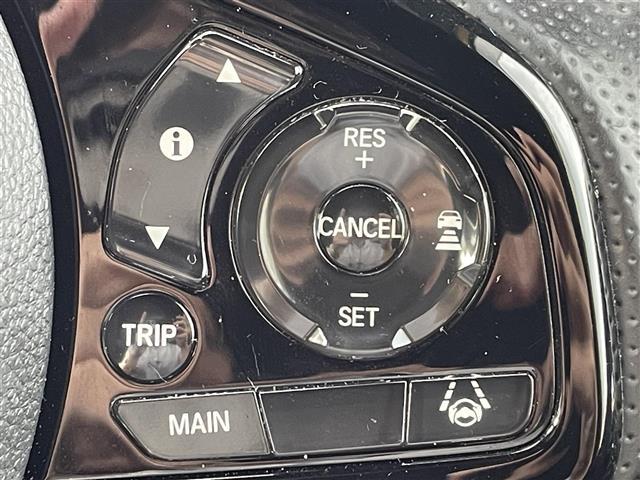 i
RES
+
CANCEL
−
SET
TRIP
MAIN